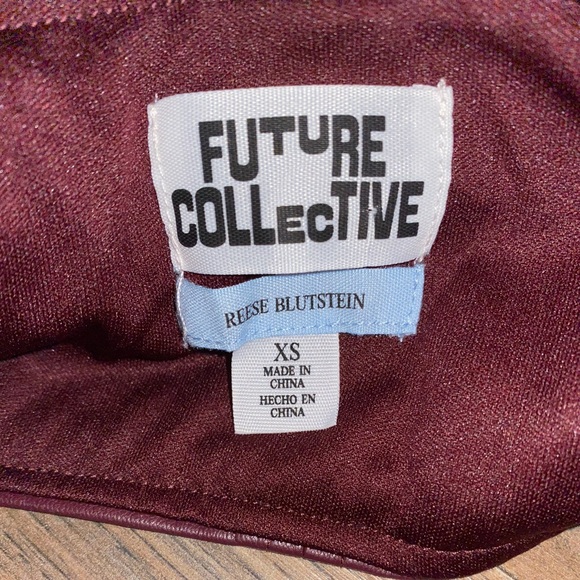 FUTURE
COLLECTIVE
REESE BLUTSTEIN
XS
MADE IN
CHINA
HECHO EN
CHINA